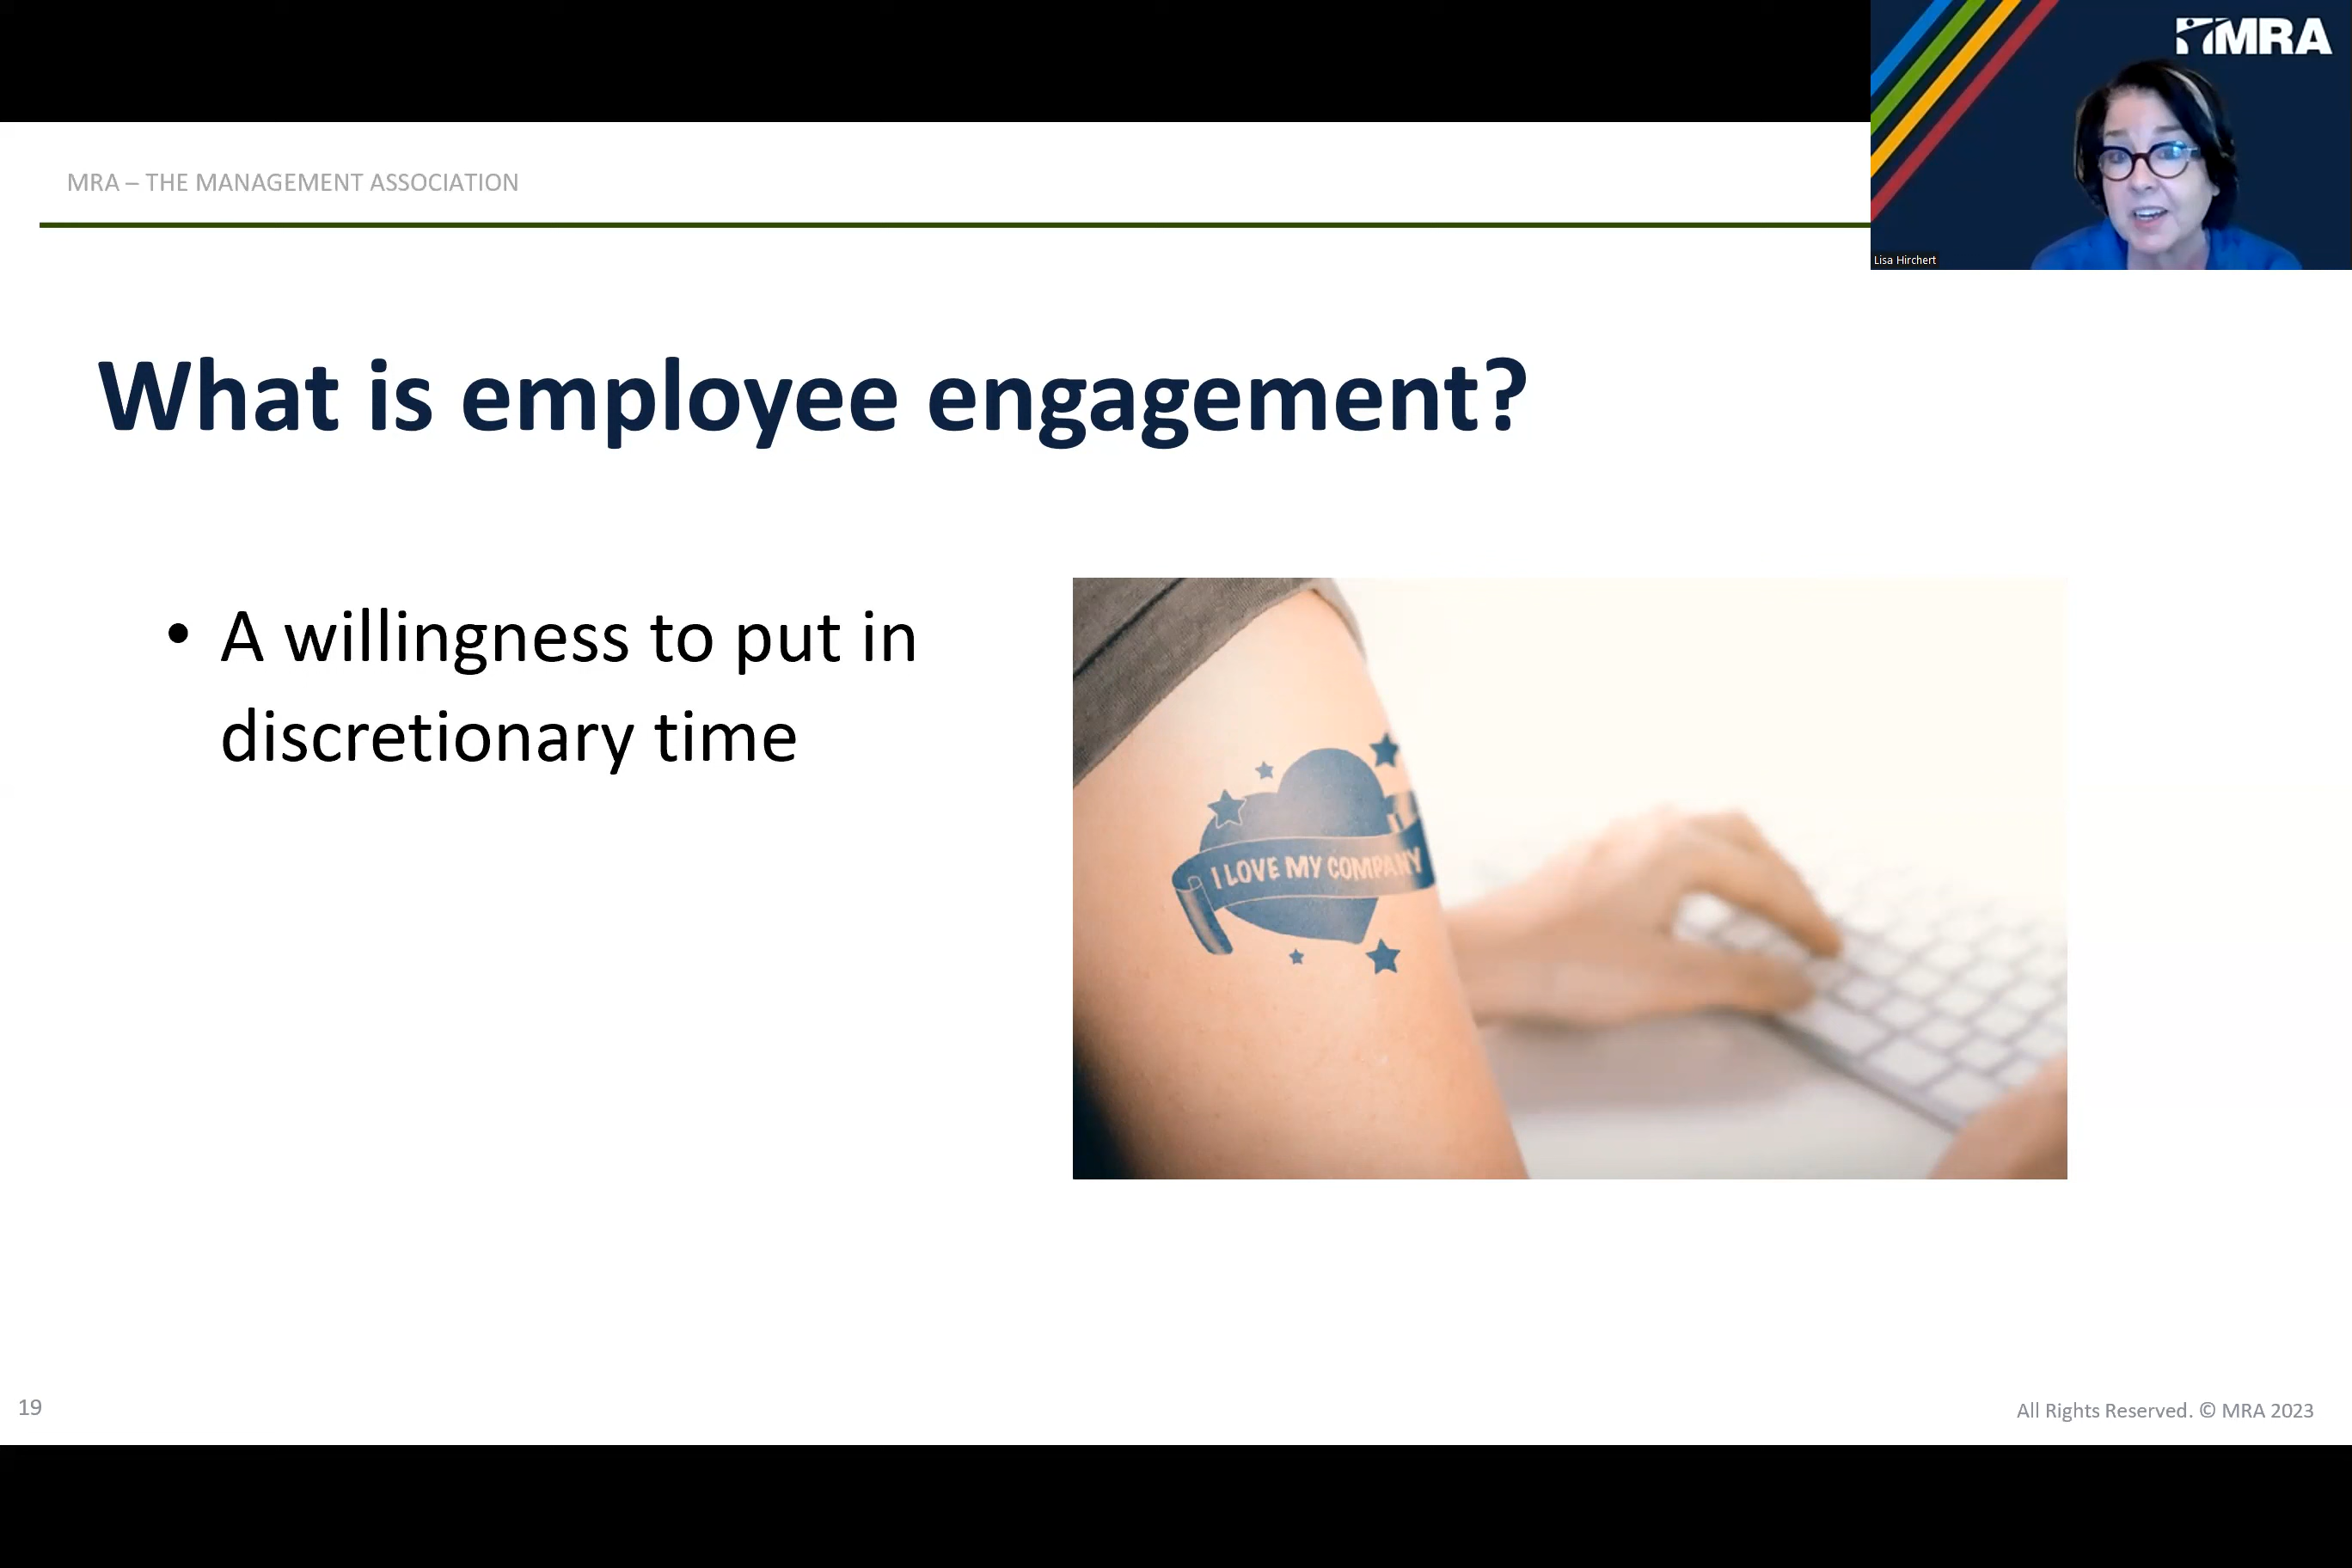 MRA
MRA – THE MANAGEMENT ASSOCIATION
Lisa Hirchert
What is employee engagement?
• A willingness to put in
discretionary time
I LOVE MY COMPANY
19
All Rights Reserved. © MRA 2023